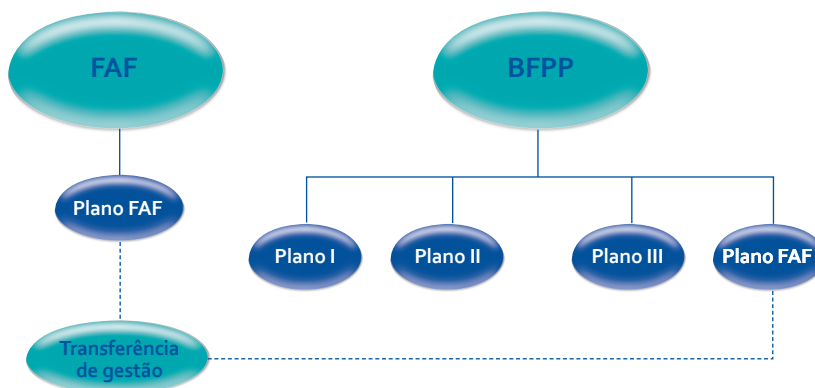 FAF
BFPP
Plano FAF
Plano I
Plano II
Plano III
Plano FAF
Transferência
de gestão